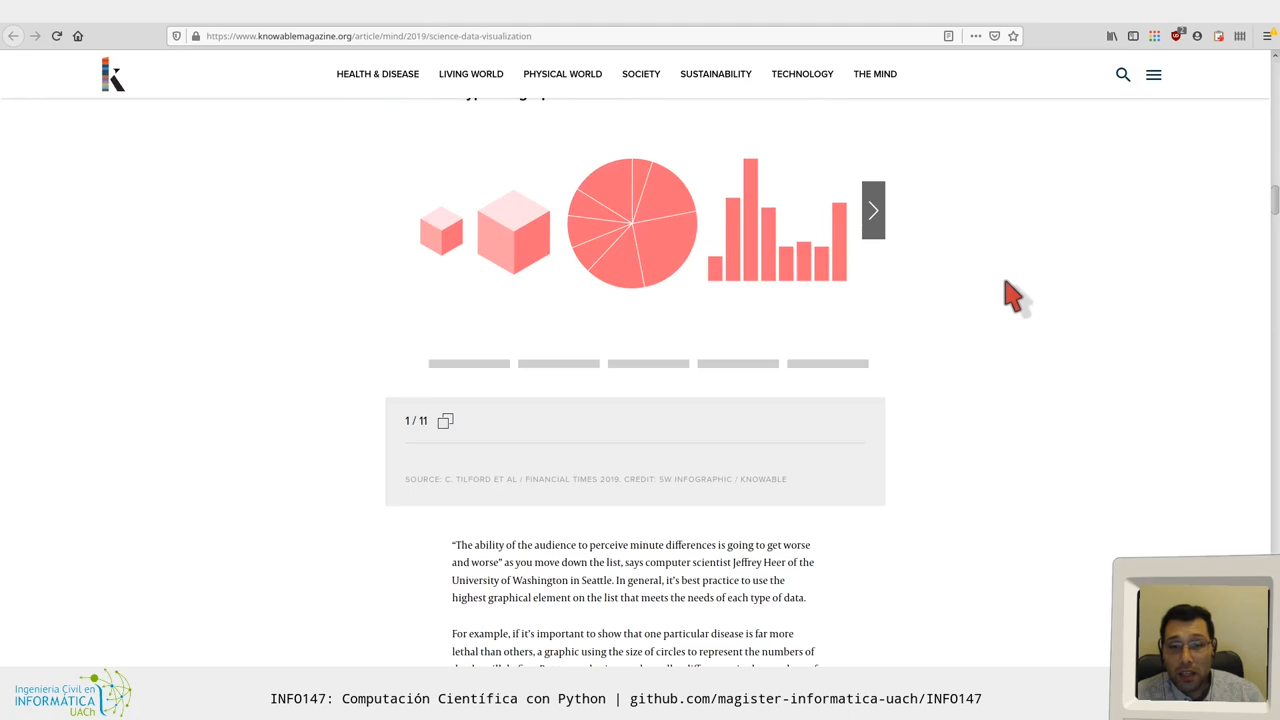 https://www.knowablemagazine.org/article/mind/2019/science-data-visualization
k
HEALTH & DISEASE LIVING WORLD PHYSICAL WORLD SOCIETY SUSTAINABILITY TECHNOLOGY THE MIND
1 / 11
SOURCE: C. TILFORD ET AL / FINANCIAL TIMES 2019. CREDIT: 5W INFOGRAPHIC / KNOWABLE
“The ability of the audience to perceive minute differences is going to get worse
and worse” as you move down the list, says computer scientist Jeffrey Heer of the
University of Washington in Seattle. In general, it’s best practice to use the
highest graphical element on the list that meets the needs of each type of data.
For example, if it’s important to show that one particular disease is far more
lethal than others, a graphic using the size of circles to represent the numbers of
Ingeniería Civil en
INFORMÁTICA
UACh
INFO147: Computación Científica con Python | github.com/magister-informatica-uach/INFO147